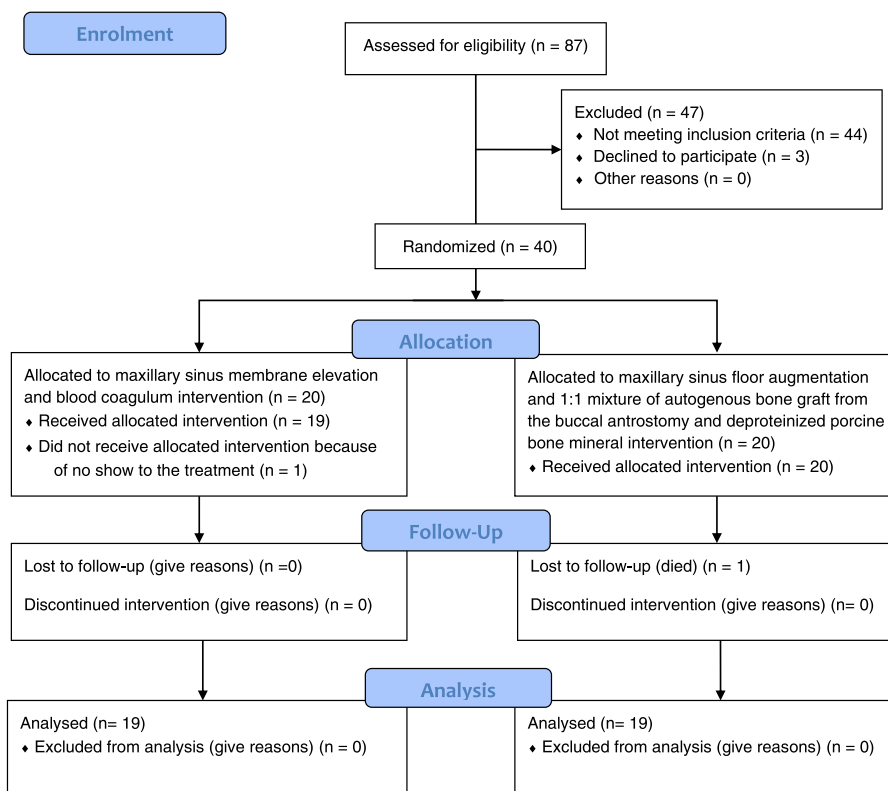 Enrolment
Assessed for eligibility (n = 87)
Excluded (n = 47)
♦ Not meeting inclusion criteria (n = 44)
♦ Declined to participate (n = 3)
♦ Other reasons (n = 0)
Randomized (n = 40)
Allocation
Allocated to maxillary sinus membrane elevation
and blood coagulum intervention (n = 20)
♦ Received allocated intervention (n = 19)
♦ Did not receive allocated intervention because
of no show to the treatment (n = 1)
Allocated to maxillary sinus floor augmentation
and 1:1 mixture of autogenous bone graft from
the buccal antrostomy and deproteinized porcine
bone mineral intervention (n = 20)
♦ Received allocated intervention (n = 20)
Follow-Up
Lost to follow-up (give reasons) (n =0)
Discontinued intervention (give reasons) (n = 0)
Lost to follow-up (died) (n = 1)
Discontinued intervention (give reasons) (n= 0)
Analysis
Analysed (n= 19)
♦ Excluded from analysis (give reasons) (n = 0)
Analysed (n = 19)
♦ Excluded from analysis (give reasons) (n = 0)